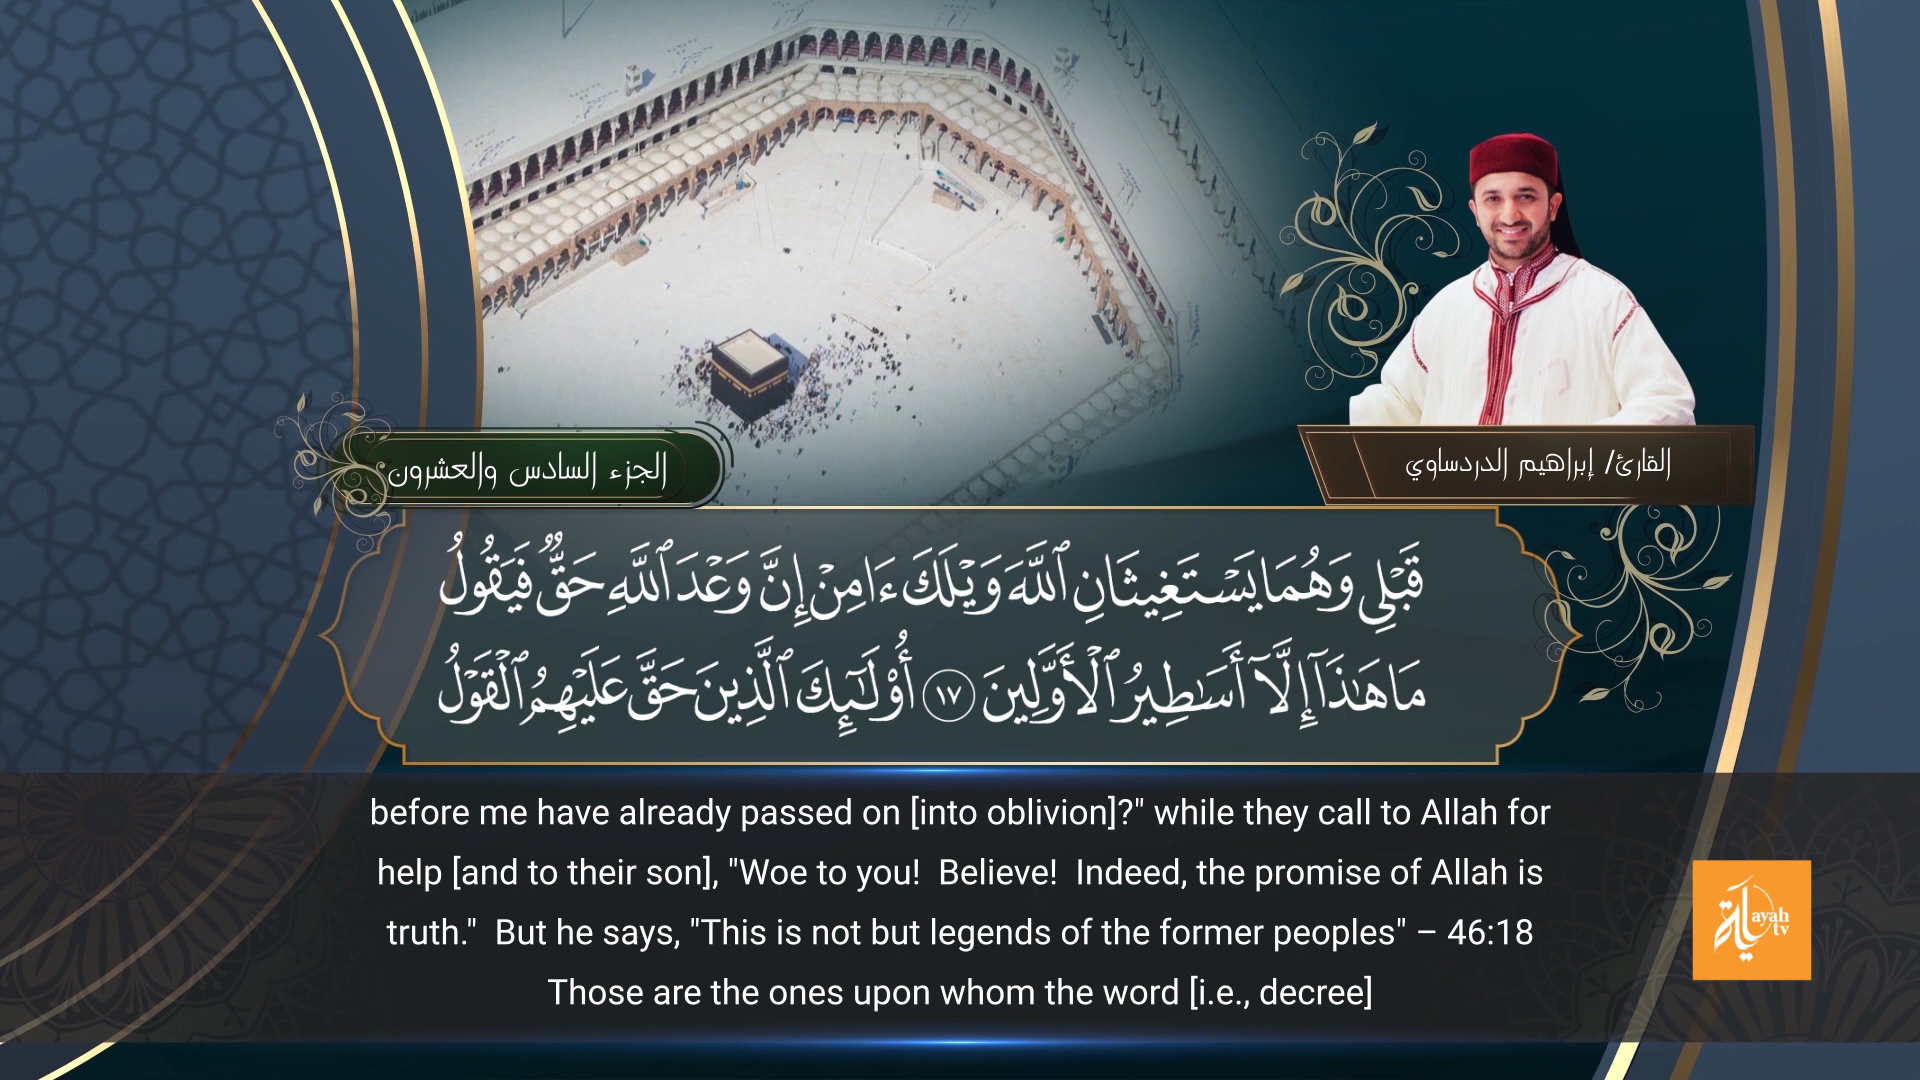 القارئ/ إبراهيم الدردساوي
الجزء السادس والعشرون
قَبْلِى وَهُمَا يَسْتَغِيثَانِ ٱللَّهَ وَيْلَكَ ءَامِنْ إِنَّ وَعْدَ ٱللَّهِ حَقٌّ فَيَقُولُ
مَا هَٰذَآ إِلَّآ أَسَٰطِيرُ ٱلْأَوَّلِينَ ١٧ أُو۟لَٰٓئِكَ ٱلَّذِينَ حَقَّ عَلَيْهِمُ ٱلْقَوْلُ
before me have already passed on [into oblivion]?" while they call to Allah for
help [and to their son], "Woe to you!  Believe!  Indeed, the promise of Allah is
truth."  But he says, "This is not but legends of the former peoples" – 46:18
Those are the ones upon whom the word [i.e., decree]
آية
ayah
tv